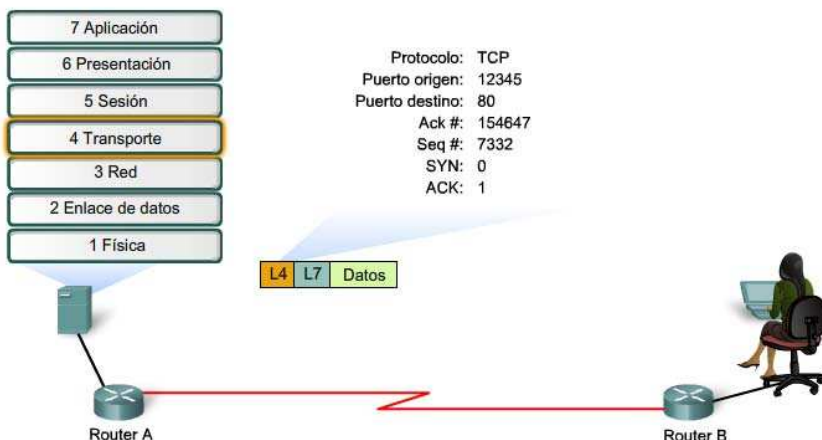 7 Aplicación
6 Presentación
5 Sesión
4 Transporte
3 Red
2 Enlace de datos
1 Física
Protocolo: TCP
Puerto origen: 12345
Puerto destino: 80
Ack #: 154647
Seq #: 7332
SYN: 0
ACK: 1
L4 L7 Datos
Router A
Router B